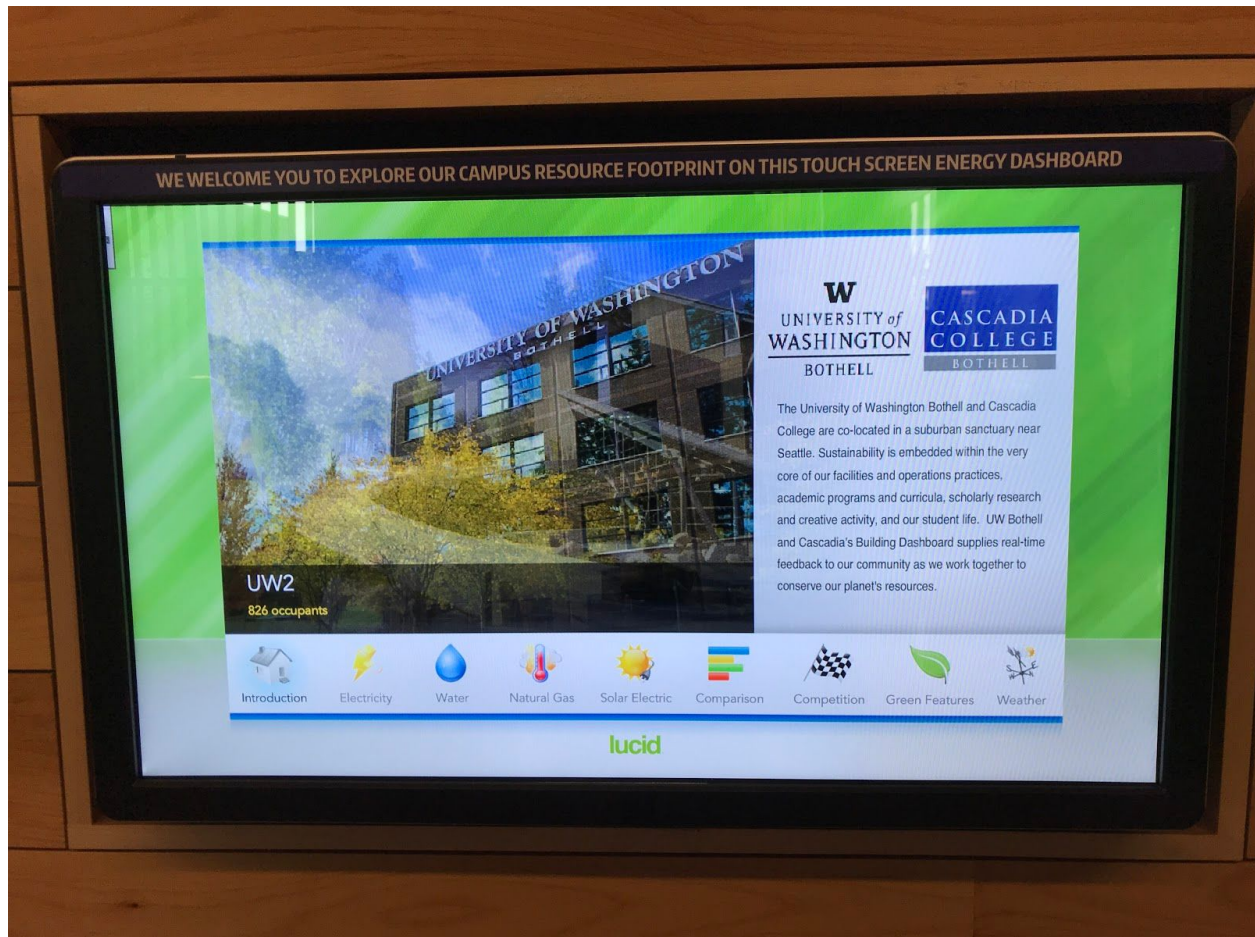 WE WELCOME YOU TO EXPLORE OUR CAMPUS RESOURCE FOOTPRINT ON THIS TOUCH SCREEN ENERGY DASHBOARD
UNIVERSITY OF WASHINGTON
BOTHELL
UW2
826 occupants
W
UNIVERSITY of
WASHINGTON
BOTHELL
CASCADIA
COLLEGE
BOTHELL
The University of Washington Bothell and Cascadia
College are co-located in a suburban sanctuary near
Seattle. Sustainability is embedded within the very
core of our facilities and operations practices,
academic programs and curricula, scholarly research
and creative activity, and our student life. UW Bothell
and Cascadia's Building Dashboard supplies real-time
feedback to our community as we work together to
conserve our planet's resources.
Introduction
Electricity
Water
Natural Gas
Solar Electric
Comparison
Competition
Green Features
Weather
lucid